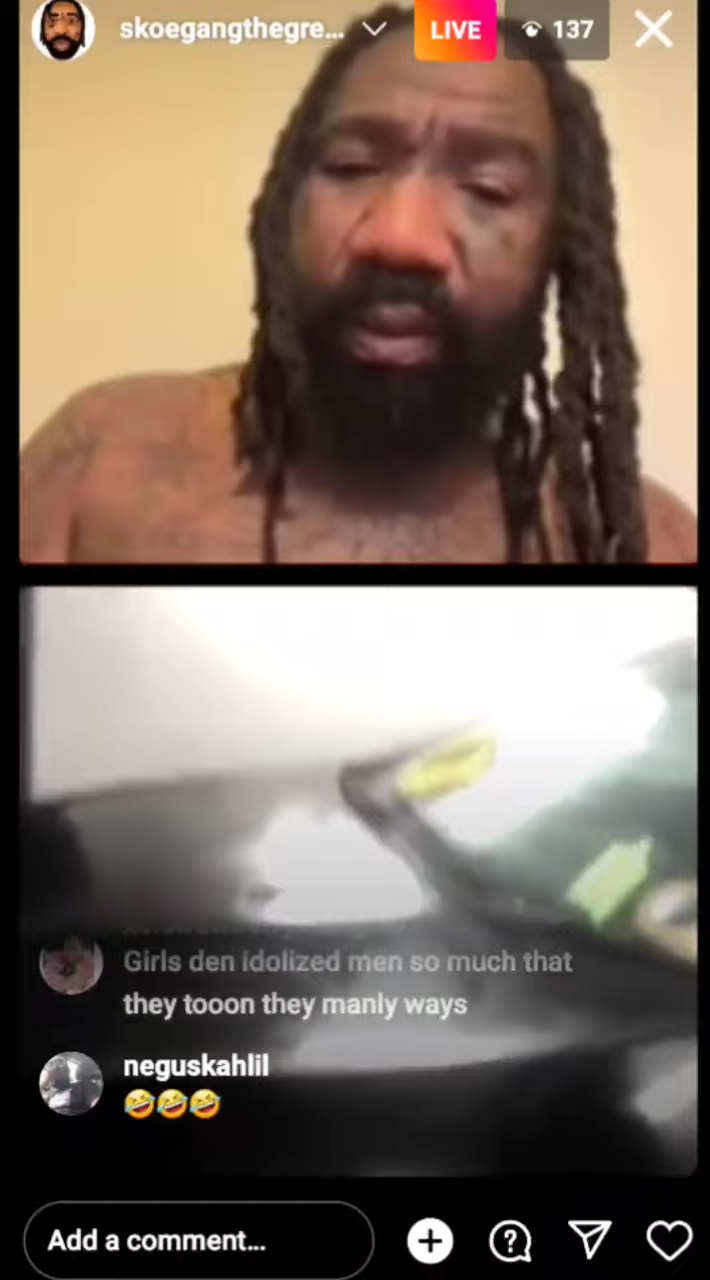 skoegangthegre...
LIVE
137
Girls den idolized men so much that
they tooon they manly ways
neguskahlil
🤣🤣🤣
Add a comment...